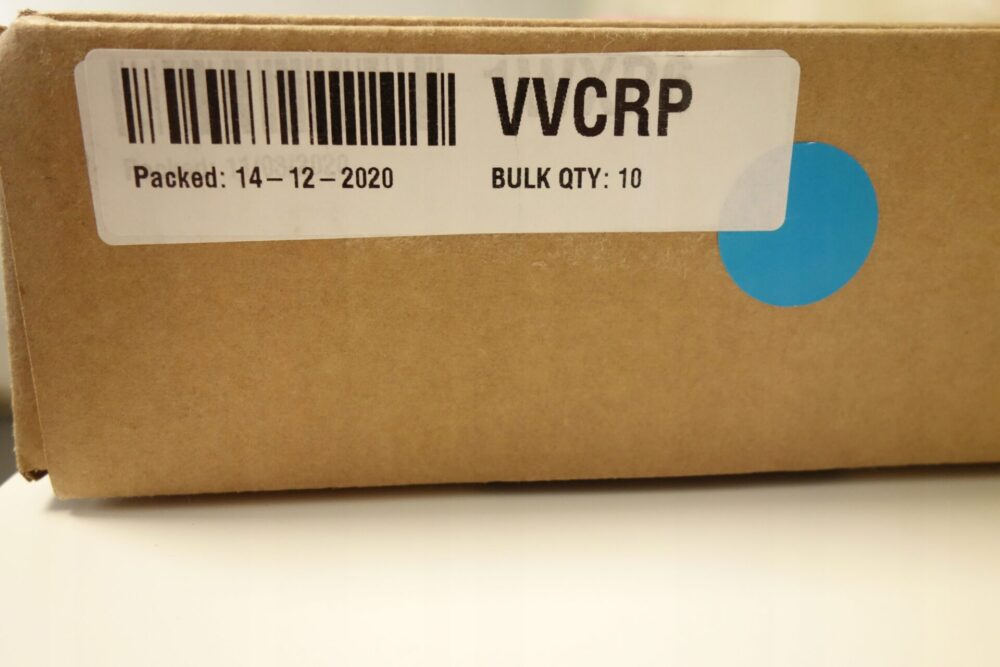 VVCRP
Packed: 14-12-2020
BULK QTY: 10